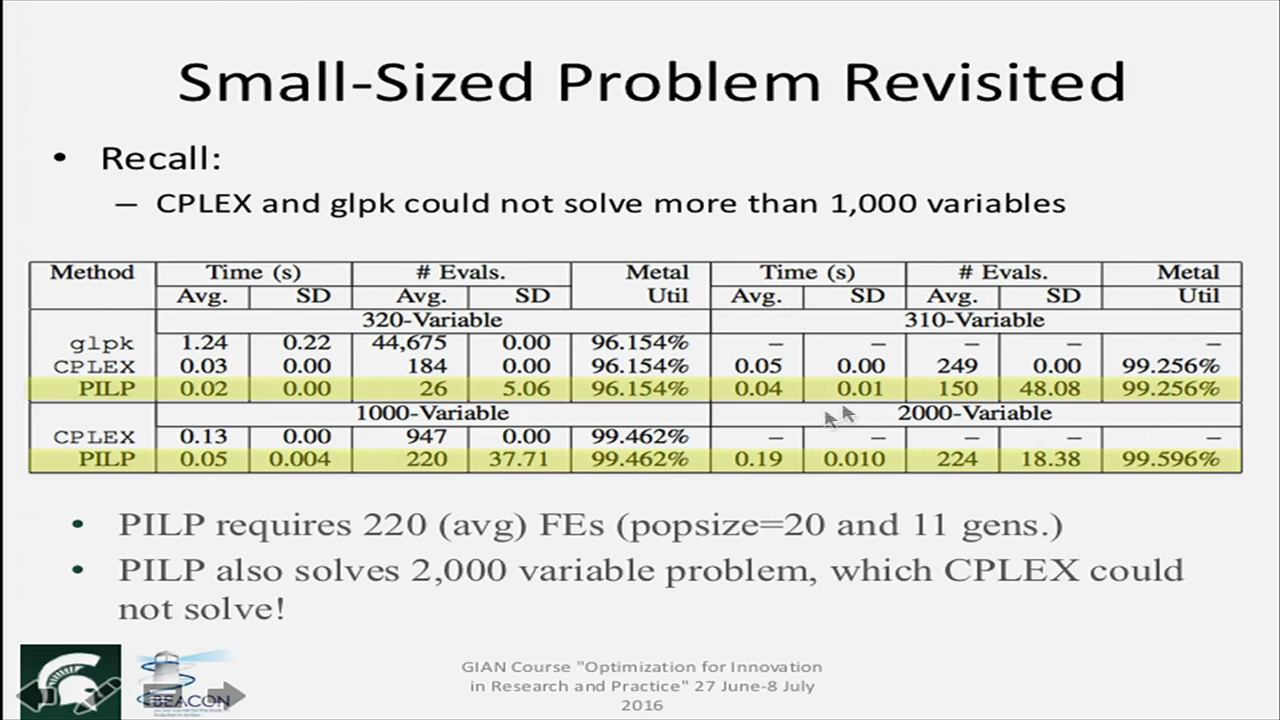 Small-Sized Problem Revisited
• Recall:
– CPLEX and glpk could not solve more than 1,000 variables
Method Time (s) # Evals. Metal Time (s) # Evals. Metal
Avg. SD Avg. SD Util Avg. SD Avg. SD Util
320-Variable 310-Variable
glpk 1.24 0.22 44,675 0.00 96.154% – – – – –
CPLEX 0.03 0.00 184 0.00 96.154% 0.05 0.00 249 0.00 99.256%
PILP 0.02 0.00 26 5.06 96.154% 0.04 0.01 150 48.08 99.256%
1000-Variable 2000-Variable
CPLEX 0.13 0.00 947 0.00 99.462% – – – – –
PILP 0.05 0.004 220 37.71 99.462% 0.19 0.010 224 18.38 99.596%
• PILP requires 220 (avg) FEs (popsize=20 and 11 gens.)
• PILP also solves 2,000 variable problem, which CPLEX could
not solve!
BEACON
GIAN Course "Optimization for Innovation
in Research and Practice" 27 June-8 July
2016